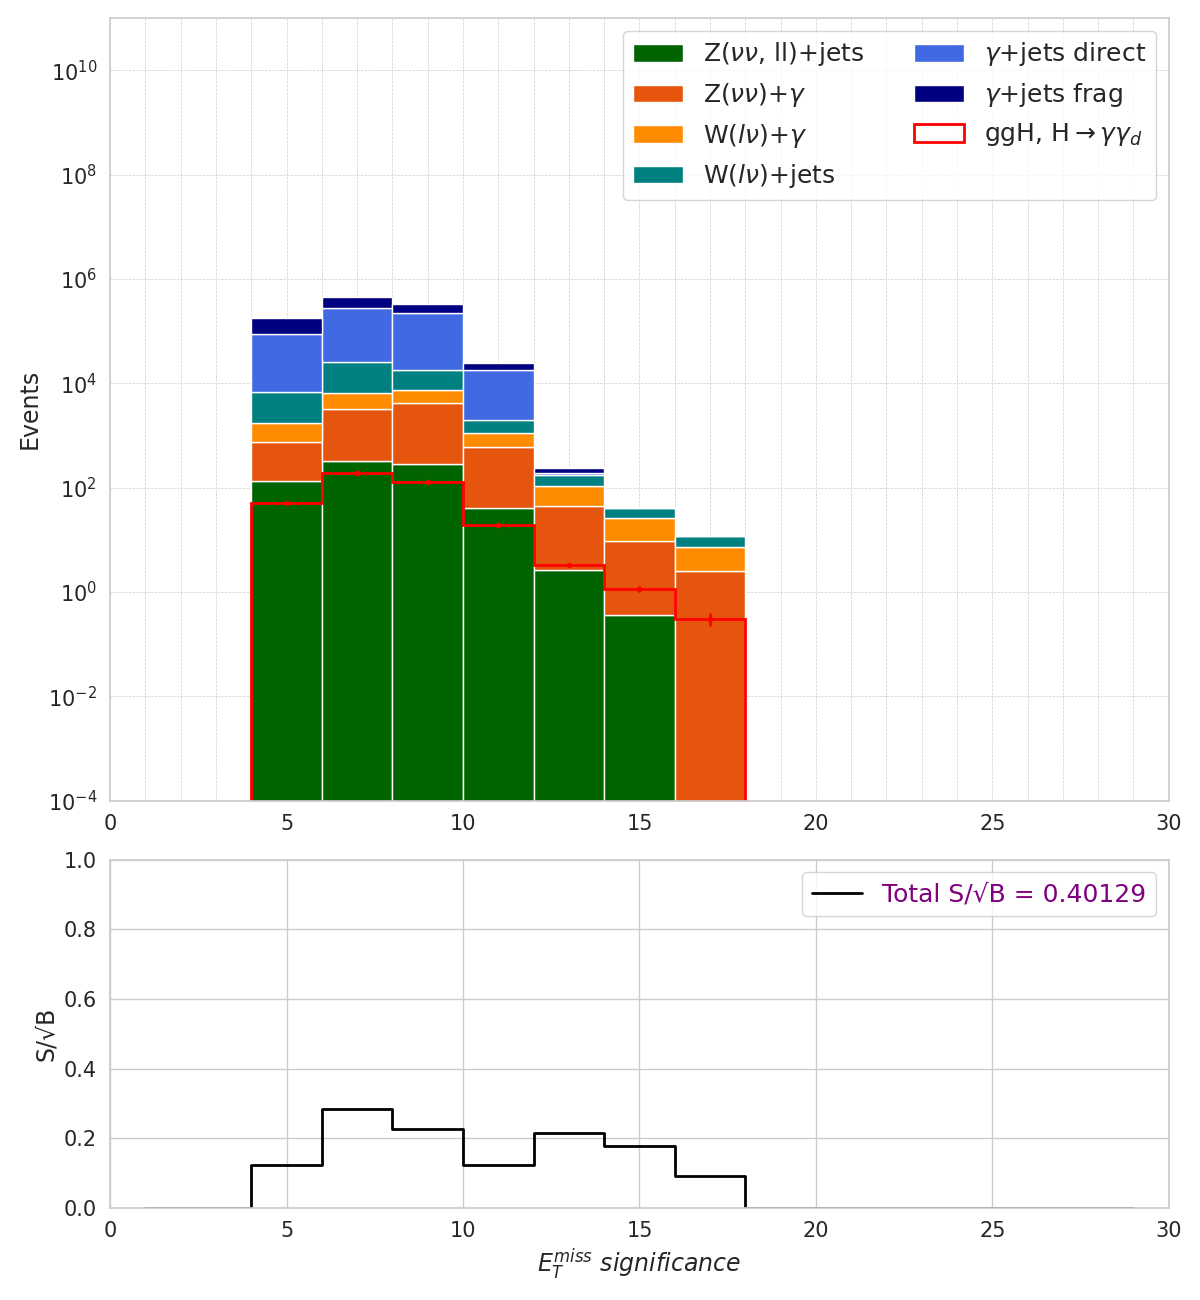 Z(νν, ll)+jets
Z(νν)+γ
W(lν)+γ
W(lν)+jets
γ+jets direct
γ+jets frag
ggH, H → γγ_d
Events
10^10
10^8
10^6
10^4
10^2
10^0
10^−2
10^−4
0 5 10 15 20 25 30
Total S/√B = 0.40129
S/√B
1.0
0.8
0.6
0.4
0.2
0.0
0 5 10 15 20 25 30
E_T^miss significance